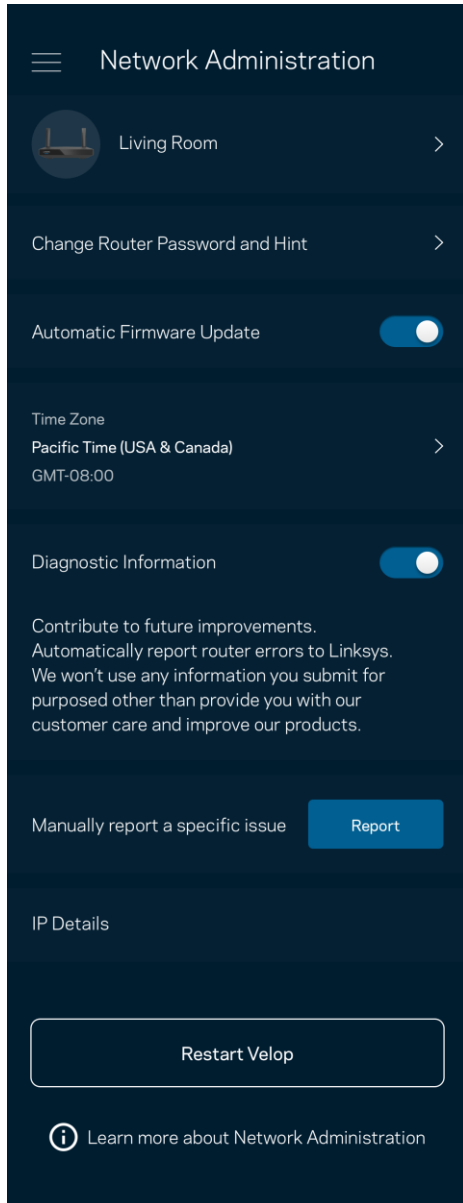 Network Administration
Living Room
Change Router Password and Hint
Automatic Firmware Update
Time Zone
Pacific Time (USA & Canada)
GMT-08:00
Diagnostic Information
Contribute to future improvements.
Automatically report router errors to Linksys.
We won't use any information you submit for
purposed other than provide you with our
customer care and improve our products.
Manually report a specific issue
Report
IP Details
Restart Velop
Learn more about Network Administration